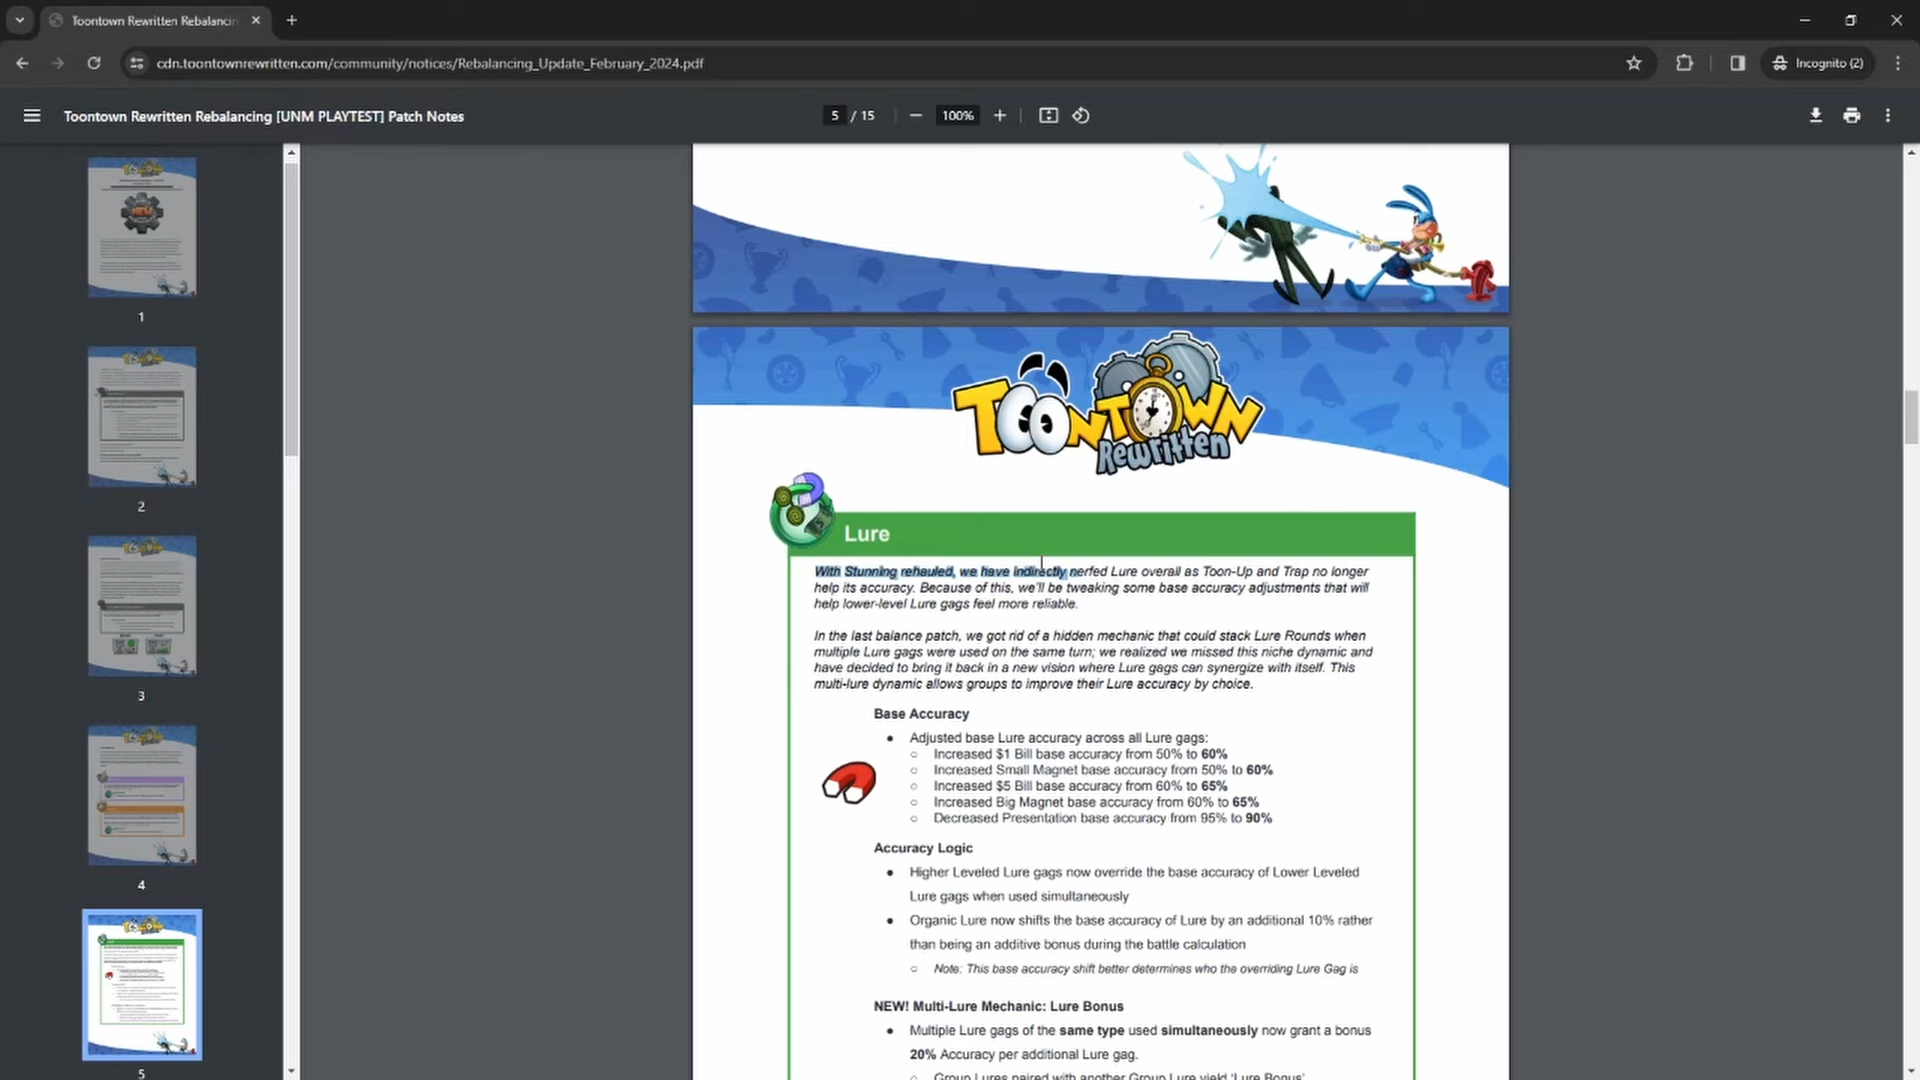 Toontown Rewritten Rebalancin
cdn.toontownrewritten.com/community/notices/Rebalancing_Update_February_2024.pdf
Incognito (2)
Toontown Rewritten Rebalancing [UNM PLAYTEST] Patch Notes
5 / 15
100%
1
2
3
4
5
TOONTOWN
Rewritten
Lure
With Stunning rehauled, we have indirectly nerfed Lure overall as Toon-Up and Trap no longer
help its accuracy. Because of this, we'll be tweaking some base accuracy adjustments that will
help lower-level Lure gags feel more reliable.
In the last balance patch, we got rid of a hidden mechanic that could stack Lure Rounds when
multiple Lure gags were used on the same turn; we realized we missed this niche dynamic and
have decided to bring it back in a new vision where Lure gags can synergize with itself. This
multi-lure dynamic allows groups to improve their Lure accuracy by choice.
Base Accuracy
● Adjusted base Lure accuracy across all Lure gags:
○ Increased $1 Bill base accuracy from 50% to 60%
○ Increased Small Magnet base accuracy from 50% to 60%
○ Increased $5 Bill base accuracy from 60% to 65%
○ Increased Big Magnet base accuracy from 60% to 65%
○ Decreased Presentation base accuracy from 95% to 90%
Accuracy Logic
● Higher Leveled Lure gags now override the base accuracy of Lower Leveled
Lure gags when used simultaneously
● Organic Lure now shifts the base accuracy of Lure by an additional 10% rather
than being an additive bonus during the battle calculation
○ Note: This base accuracy shift better determines who the overriding Lure Gag is
NEW! Multi-Lure Mechanic: Lure Bonus
● Multiple Lure gags of the same type used simultaneously now grant a bonus
20% Accuracy per additional Lure gag.
○ Group Lures paired with another Group Lure yield 'Lure Bonus'